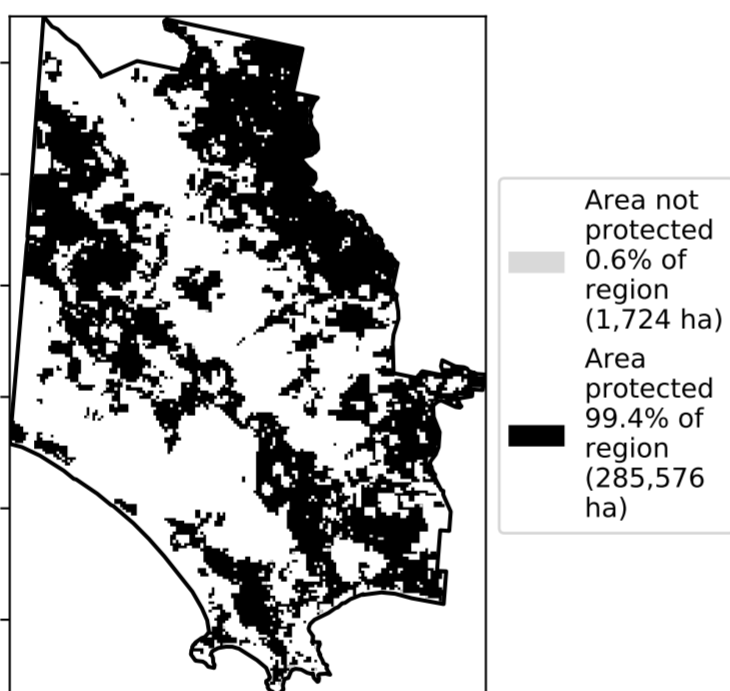 Area not
protected
0.6% of
region
(1,724 ha)
Area
protected
99.4% of
region
(285,576
ha)